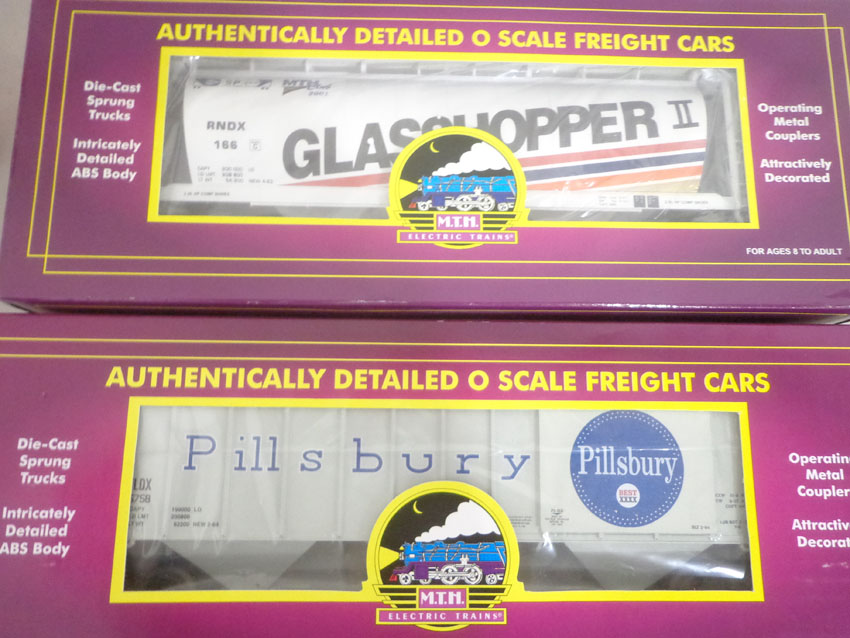 AUTHENTICALLY DETAILED O SCALE FREIGHT CARS
Die-Cast
Sprung
Trucks
Intricately
Detailed
ABS Body
RNDX
166
GLASSHOPPER II
Operating
Metal
Couplers
Attractively
Decorated
M.T.H.
ELECTRIC TRAINS®
FOR AGES 8 TO ADULT
AUTHENTICALLY DETAILED O SCALE FREIGHT CARS
Die-Cast
Sprung
Trucks
Intricately
Detailed
ABS Body
Pillsbury
Pillsbury
BEST
XXXX
Operatin
Metal
Coupler
Attractiv
Decorat
M.T.H.
ELECTRIC TRAINS®